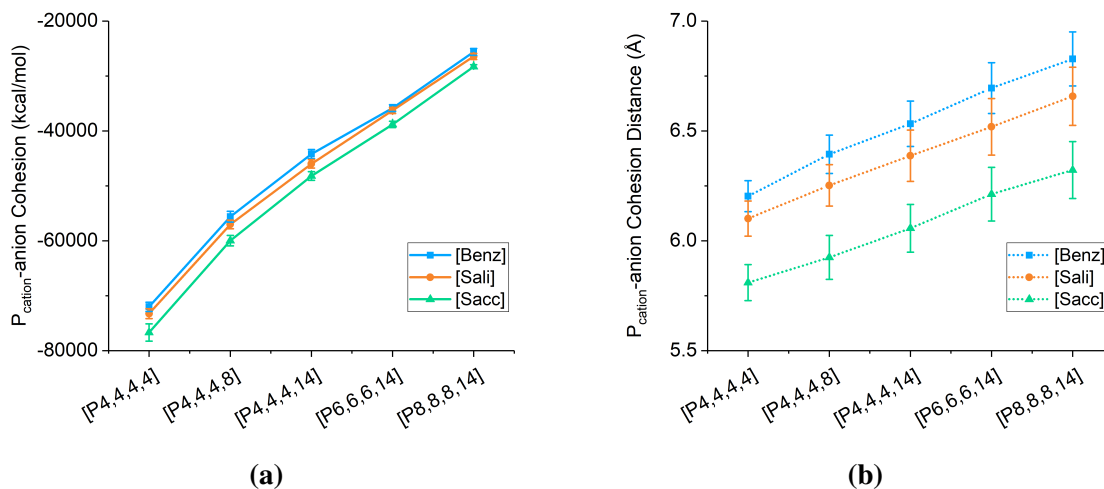 -20000
-40000
-60000
-80000
P_cation-anion Cohesion (kcal/mol)
[Benz]
[Sali]
[Sacc]
[P4,4,4,4]
[P4,4,4,8]
[P4,4,4,14]
[P6,6,6,14]
[P8,8,8,14]
(a)
7.0
6.5
6.0
5.5
P_cation-anion Cohesion Distance (Å)
[Benz]
[Sali]
[Sacc]
[P4,4,4,4]
[P4,4,4,8]
[P4,4,4,14]
[P6,6,6,14]
[P8,8,8,14]
(b)